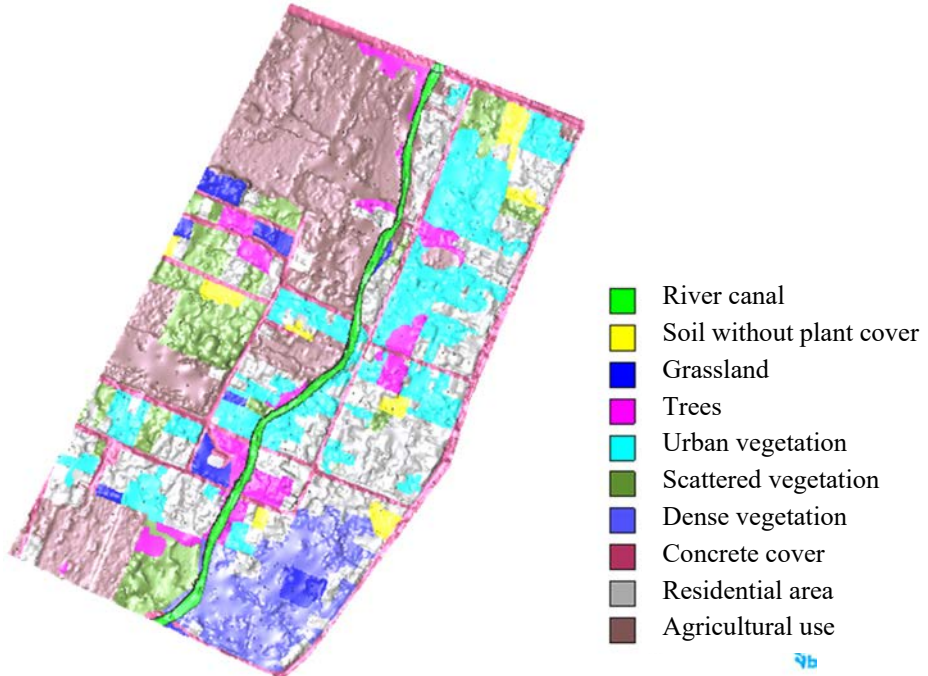 River canal
Soil without plant cover
Grassland
Trees
Urban vegetation
Scattered vegetation
Dense vegetation
Concrete cover
Residential area
Agricultural use